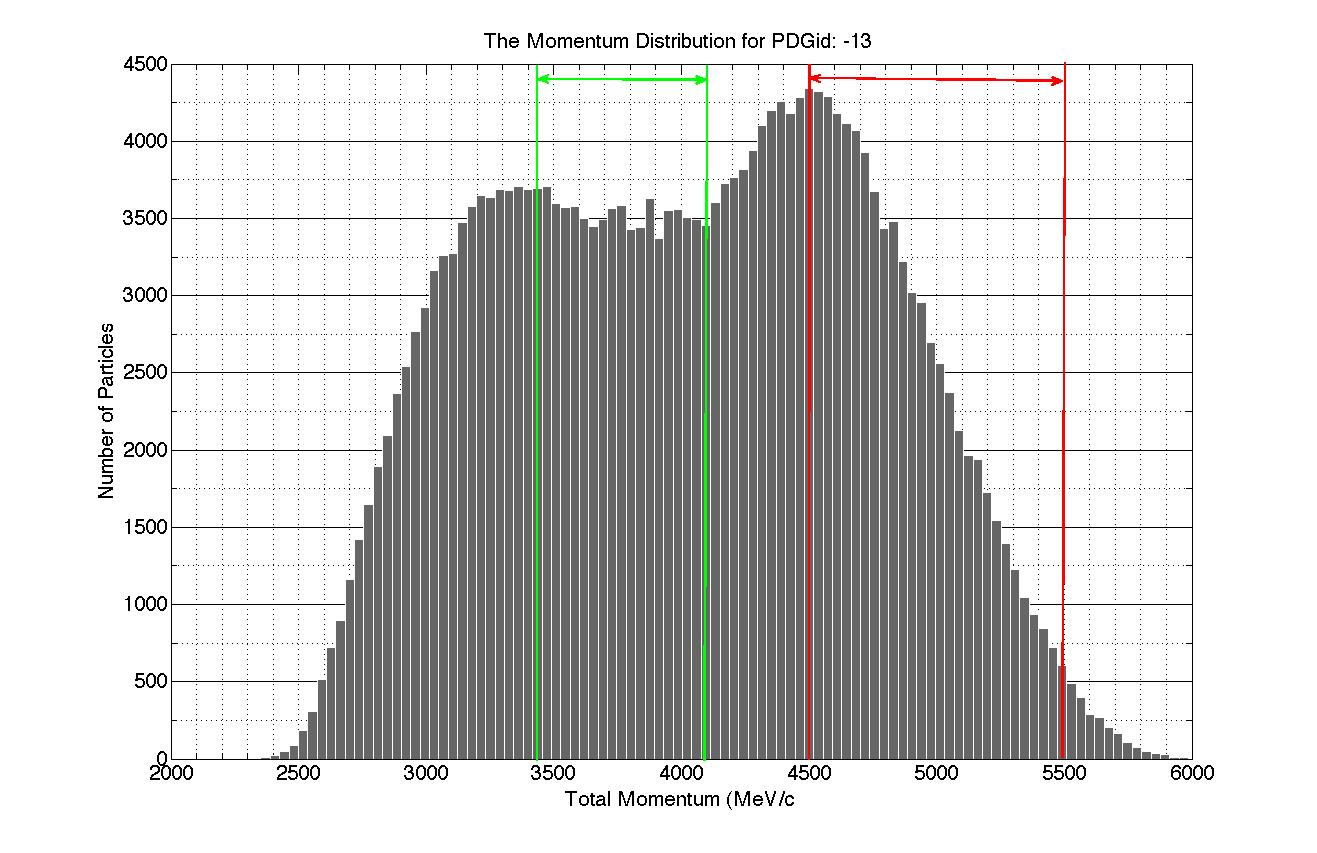 The Momentum Distribution for PDGid: -13
4500
4000
3500
3000
2500
2000
1500
1000
500
0
Number of Particles
2000 2500 3000 3500 4000 4500 5000 5500 6000
Total Momentum (MeV/c